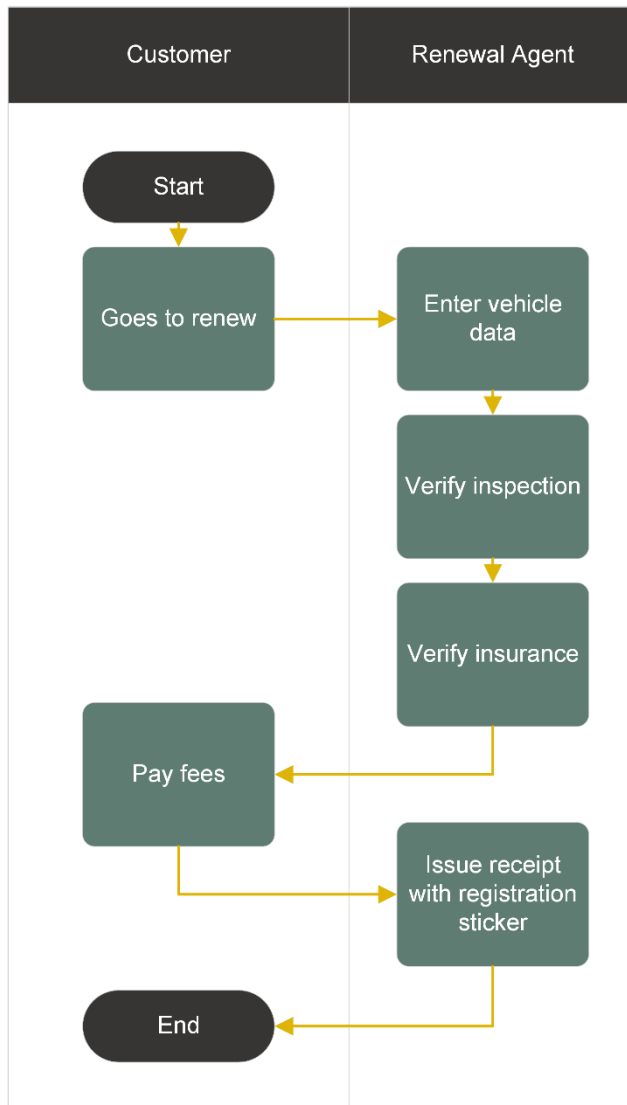 Customer
Renewal Agent
Start
Goes to renew
Enter vehicle
data
Verify inspection
Verify insurance
Pay fees
Issue receipt
with registration
sticker
End